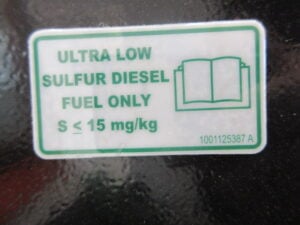 ULTRA LOW
SULFUR DIESEL
FUEL ONLY
S ≤ 15 mg/kg
1001125387 A